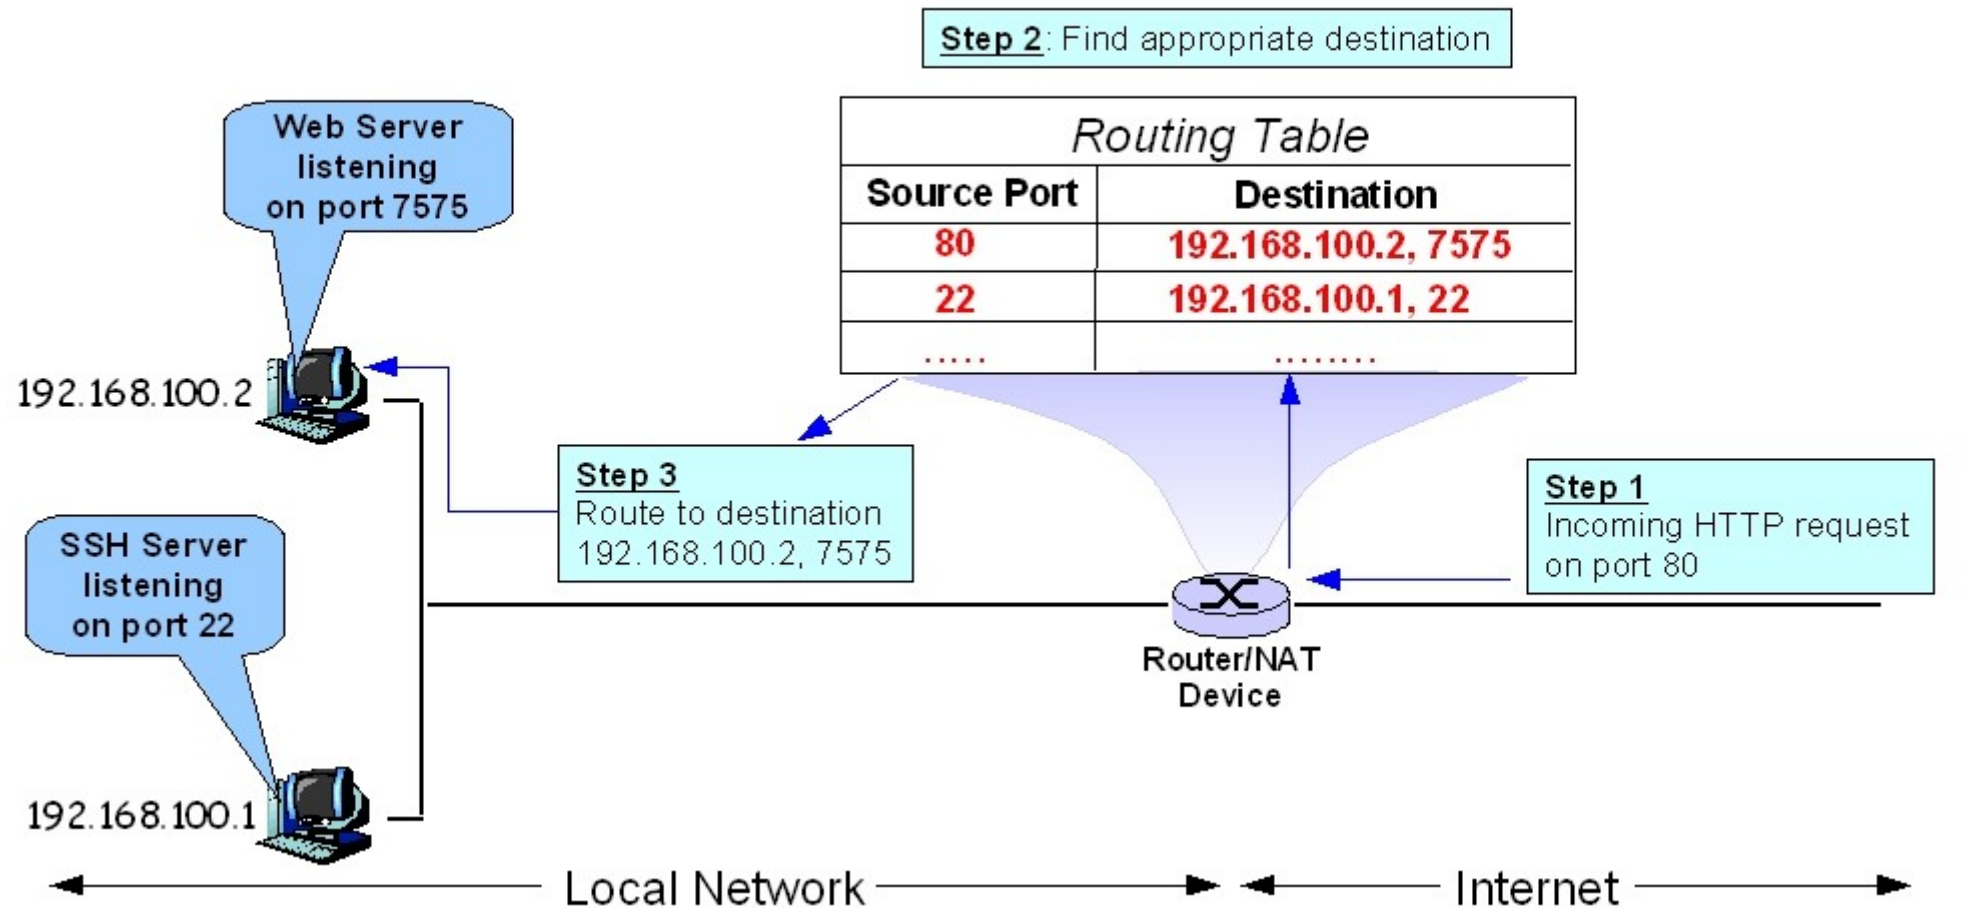 Step 2: Find appropriate destination
Web Server
listening
on port 7575
Routing Table
Source Port Destination
80 192.168.100.2, 7575
22 192.168.100.1, 22
..... ........
192.168.100.2
Step 3
Route to destination
192.168.100.2, 7575
Step 1
Incoming HTTP request
on port 80
SSH Server
listening
on port 22
Router/NAT
Device
192.168.100.1
Local Network Internet